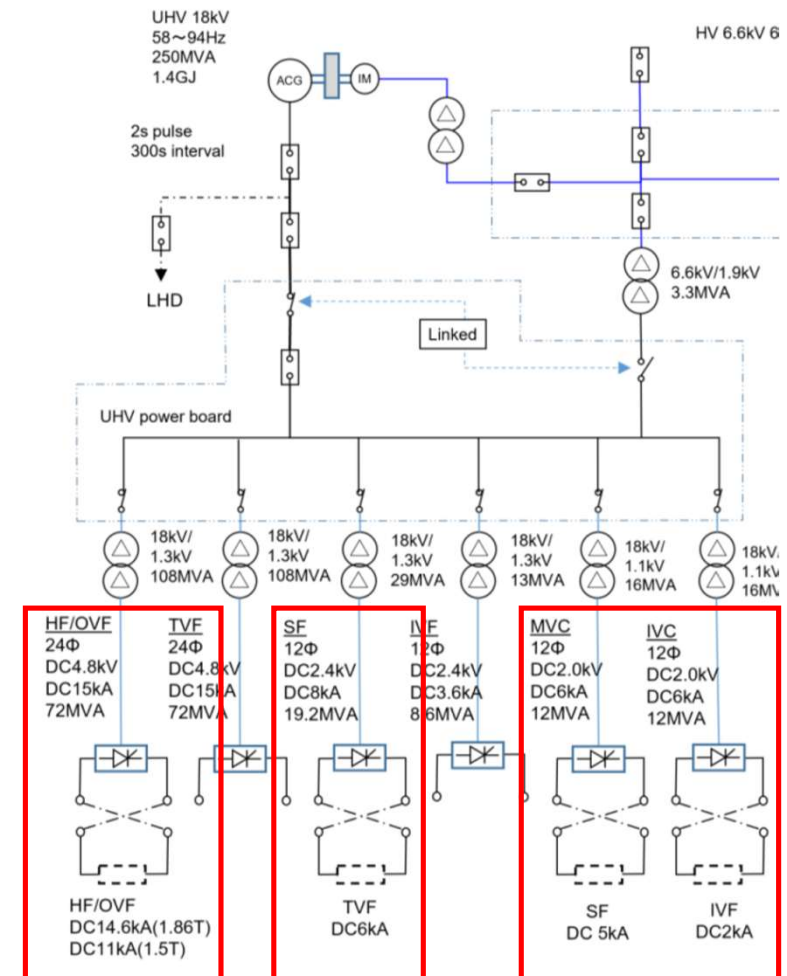 UHV 18kV
58～94Hz
250MVA
1.4GJ
HV 6.6kV 6
ACG
IM
2s pulse
300s interval
LHD
6.6kV/1.9kV
3.3MVA
Linked
UHV power board
18kV/
1.3kV
108MVA
18kV/
1.3kV
108MVA
18kV/
1.3kV
29MVA
18kV/
1.3kV
13MVA
18kV/
1.1kV
16MVA
18kV/
1.1kV
16MV
HF/OVF
24Φ
DC4.8kV
DC15kA
72MVA
TVF
24Φ
DC4.8kV
DC15kA
72MVA
SF
12Φ
DC2.4kV
DC8kA
19.2MVA
IVF
12Φ
DC2.4kV
DC3.6kA
8.6MVA
MVC
12Φ
DC2.0kV
DC6kA
12MVA
IVC
12Φ
DC2.0kV
DC6kA
12MVA
HF/OVF
DC14.6kA(1.86T)
DC11kA(1.5T)
TVF
DC6kA
SF
DC 5kA
IVF
DC2kA